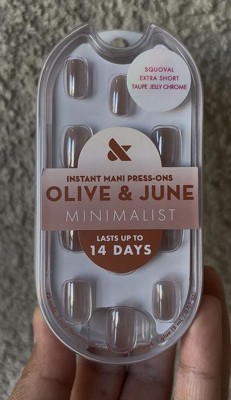 SQUOVAL
EXTRA SHORT
TAUPE JELLY CHROME
&
INSTANT MANI PRESS-ONS
OLIVE & JUNE
MINIMALIST
LASTS UP TO
14 DAYS